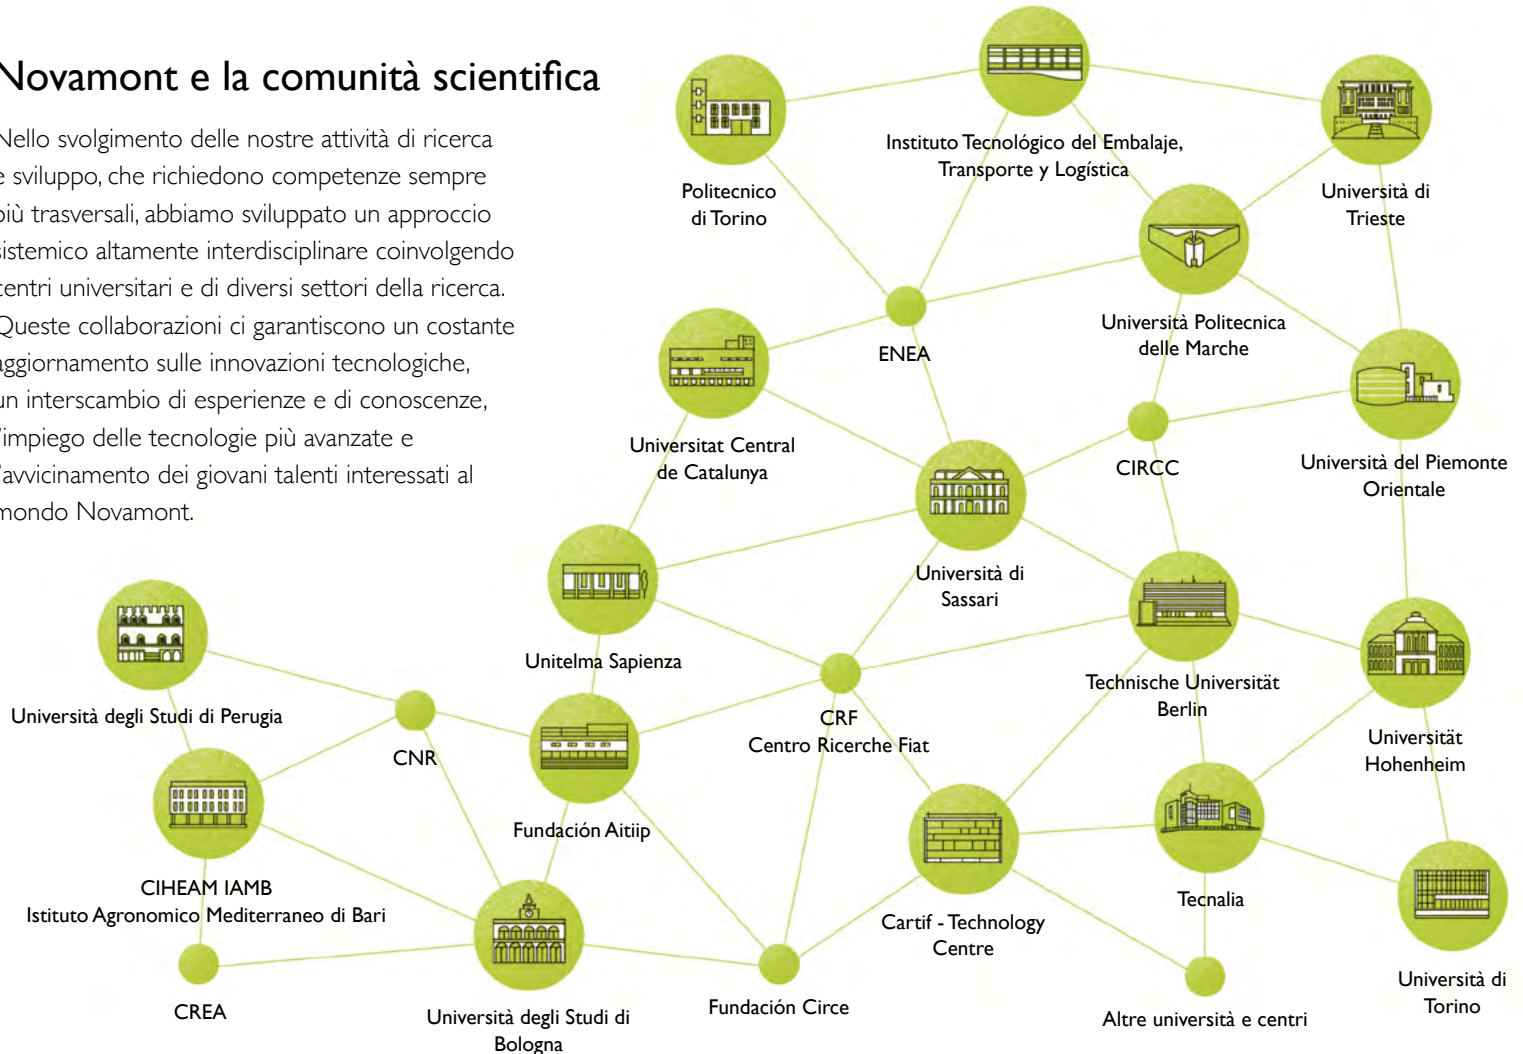 Novamont e la comunità scientifica
Nello svolgimento delle nostre attività di ricerca
e sviluppo, che richiedono competenze sempre
più trasversali, abbiamo sviluppato un approccio
sistemico altamente interdisciplinare coinvolgendo
centri universitari e di diversi settori della ricerca.
Queste collaborazioni ci garantiscono un costante
aggiornamento sulle innovazioni tecnologiche,
un interscambio di esperienze e di conoscenze,
l'impiego delle tecnologie più avanzate e
l'avvicinamento dei giovani talenti interessati al
mondo Novamont.
Politecnico
di Torino
Instituto Tecnológico del Embalaje,
Transporte y Logística
Università di
Trieste
ENEA
Università Politecnica
delle Marche
Universitat Central
de Catalunya
CIRCC
Università del Piemonte
Orientale
Università di
Sassari
Unitelma Sapienza
Technische Universität
Berlin
Università degli Studi di Perugia
CNR
CRF
Centro Ricerche Fiat
Universität
Hohenheim
Fundación Aitiip
CIHEAM IAMB
Istituto Agronomico Mediterraneo di Bari
Cartif - Technology
Centre
Tecnalia
CREA
Università degli Studi di
Bologna
Fundación Circe
Altre università e centri
Università di
Torino